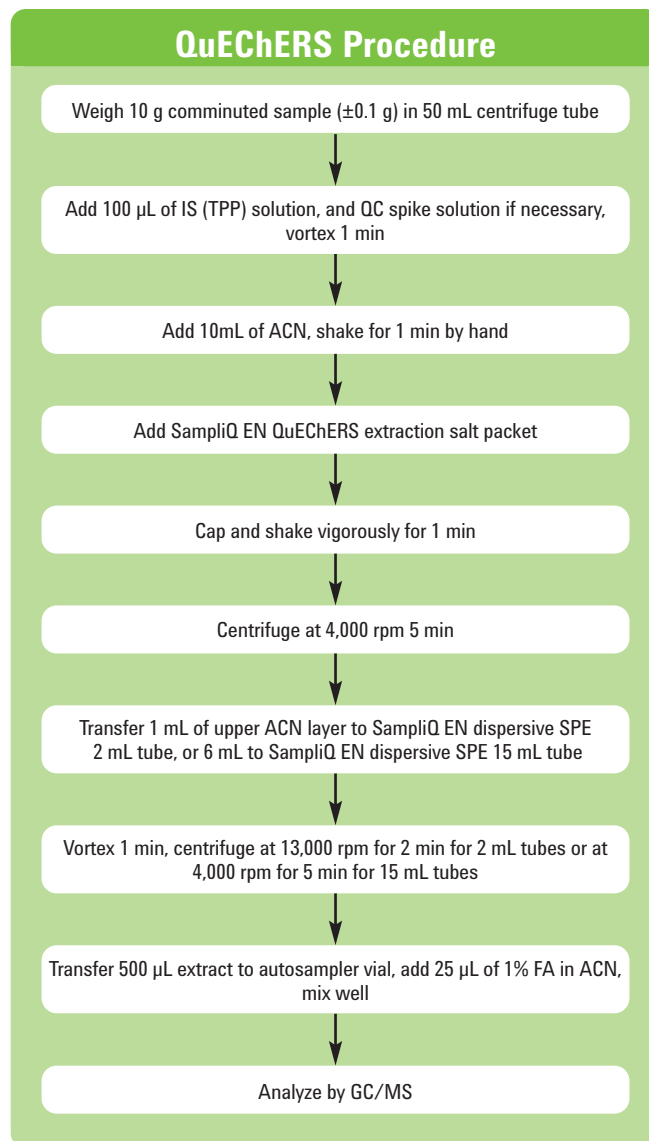 QuEChERS Procedure
Weigh 10 g comminuted sample (±0.1 g) in 50 mL centrifuge tube
Add 100 µL of IS (TPP) solution, and QC spike solution if necessary,
vortex 1 min
Add 10mL of ACN, shake for 1 min by hand
Add SampliQ EN QuEChERS extraction salt packet
Cap and shake vigorously for 1 min
Centrifuge at 4,000 rpm 5 min
Transfer 1 mL of upper ACN layer to SampliQ EN dispersive SPE
2 mL tube, or 6 mL to SampliQ EN dispersive SPE 15 mL tube
Vortex 1 min, centrifuge at 13,000 rpm for 2 min for 2 mL tubes or at
4,000 rpm for 5 min for 15 mL tubes
Transfer 500 µL extract to autosampler vial, add 25 µL of 1% FA in ACN,
mix well
Analyze by GC/MS